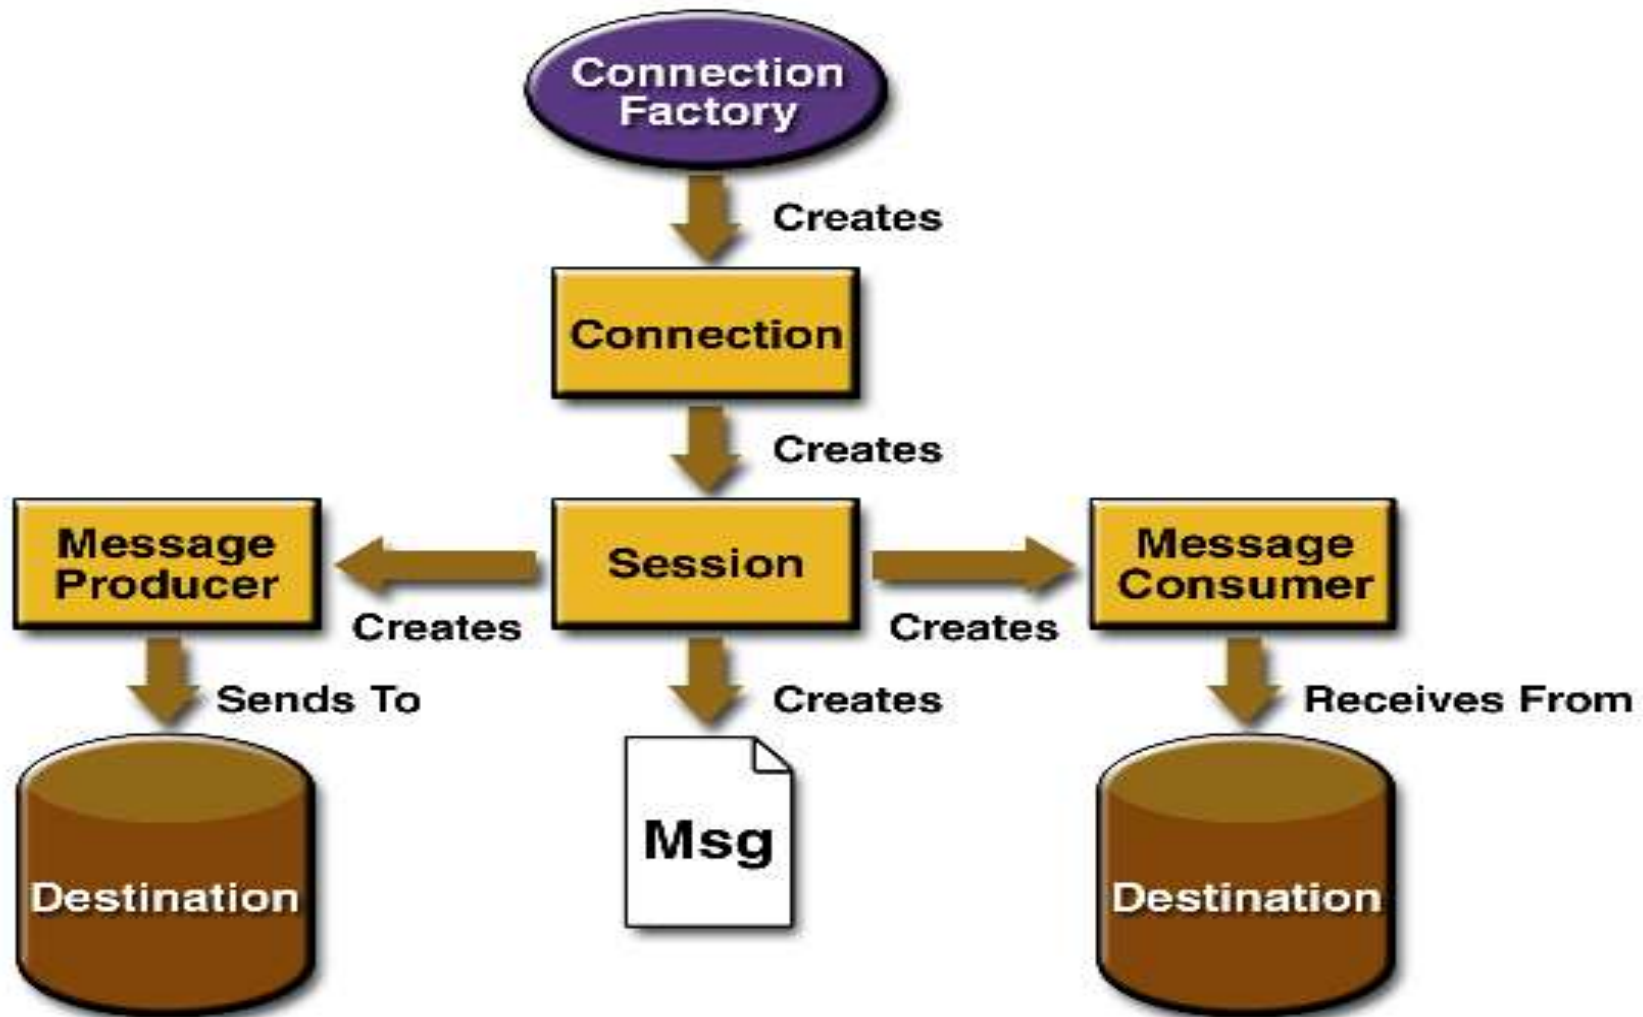 Connection
Factory
Creates
Connection
Creates
Message
Producer
Session
Message
Consumer
Creates
Creates
Sends To
Creates
Receives From
Msg
Destination
Destination